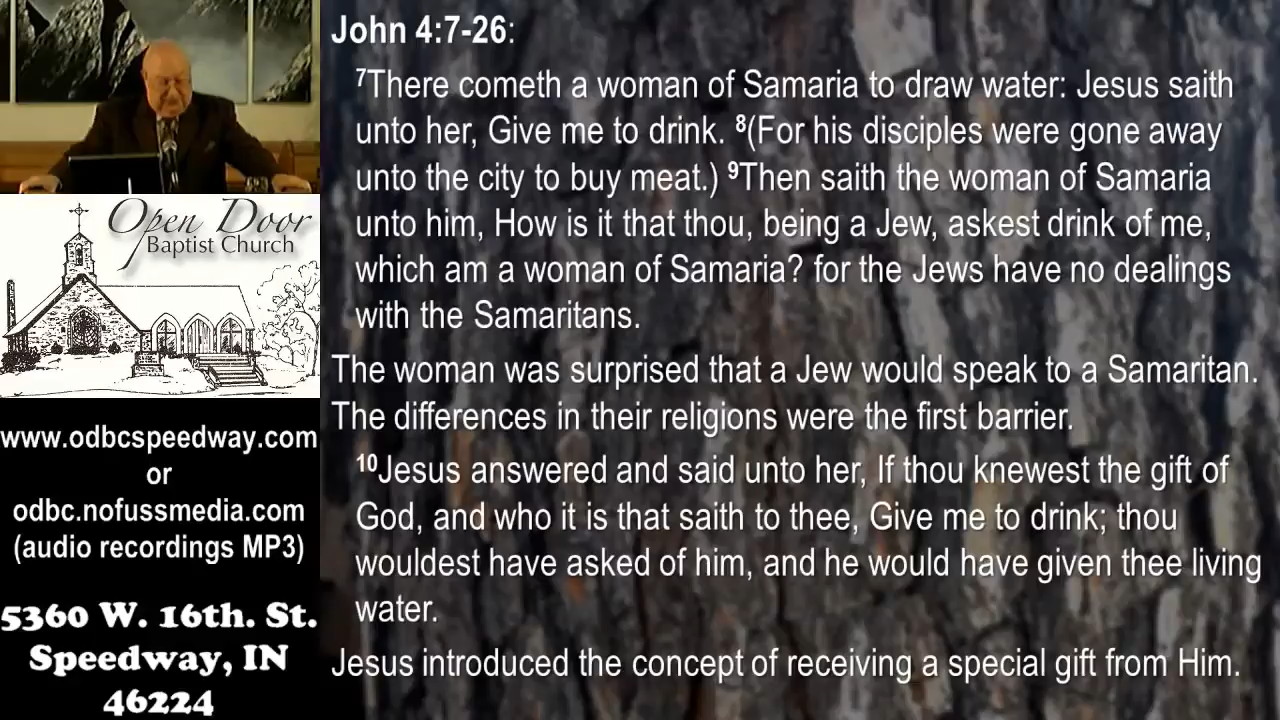 John 4:7-26:
7There cometh a woman of Samaria to draw water: Jesus saith
unto her, Give me to drink. 8(For his disciples were gone away
unto the city to buy meat.) 9Then saith the woman of Samaria
unto him, How is it that thou, being a Jew, askest drink of me,
which am a woman of Samaria? for the Jews have no dealings
with the Samaritans.
The woman was surprised that a Jew would speak to a Samaritan.
The differences in their religions were the first barrier.
10Jesus answered and said unto her, If thou knewest the gift of
God, and who it is that saith to thee, Give me to drink; thou
wouldest have asked of him, and he would have given thee living
water.
Jesus introduced the concept of receiving a special gift from Him.
Open Door
Baptist Church
www.odbcspeedway.com
or
odbc.nofussmedia.com
(audio recordings MP3)
5360 W. 16th. St.
Speedway, IN
46224